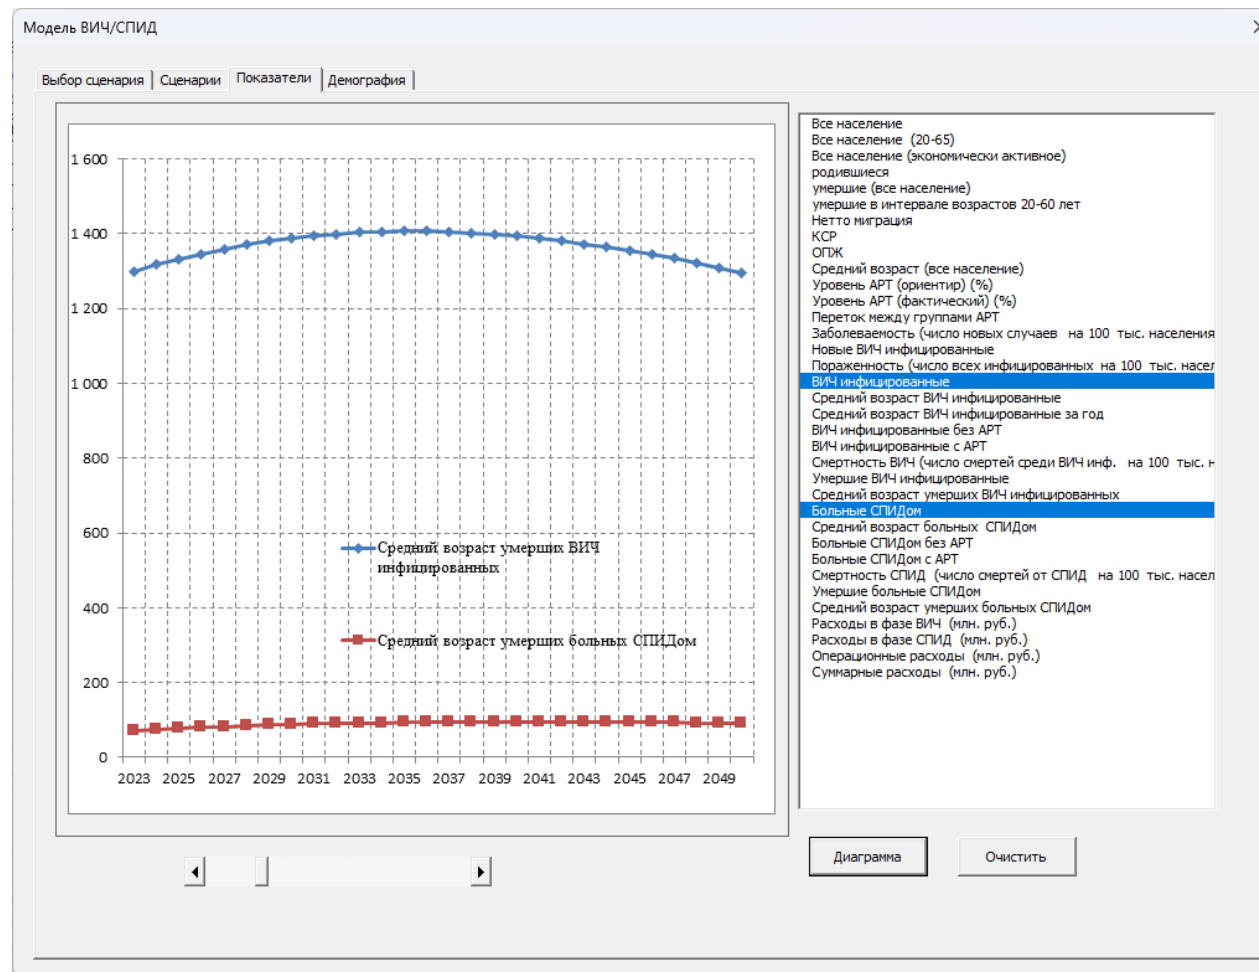 Модель ВИЧ/СПИД
Выбор сценария
Сценарии
Показатели
Демография
1 600
1 400
1 200
1 000
800
600
400
200
0
2023 2025 2027 2029 2031 2033 2035 2037 2039 2041 2043 2045 2047 2049
Средний возраст умерших ВИЧ
инфицированных
Средний возраст умерших больных СПИДом
Все население
Все население (20-65)
Все население (экономически активное)
родившиеся
умершие (все население)
умершие в интервале возрастов 20-60 лет
Нетто миграция
КСР
ОПЖ
Средний возраст (все население)
Уровень АРТ (ориентир) (%)
Уровень АРТ (фактический) (%)
Переток между группами АРТ
Заболеваемость (число новых случаев на 100 тыс. населения
Новые ВИЧ инфицированные
Пораженность (число всех инфицированных на 100 тыс. насел
ВИЧ инфицированные
Средний возраст ВИЧ инфицированные
Средний возраст ВИЧ инфицированные за год
ВИЧ инфицированные без АРТ
ВИЧ инфицированные с АРТ
Смертность ВИЧ (число смертей среди ВИЧ инф. на 100 тыс. н
Умершие ВИЧ инфицированные
Средний возраст умерших ВИЧ инфицированных
Больные СПИДом
Средний возраст больных СПИДом
Больные СПИДом без АРТ
Больные СПИДом с АРТ
Смертность СПИД (число смертей от СПИД на 100 тыс. насел
Умершие больные СПИДом
Средний возраст умерших больных СПИДом
Расходы в фазе ВИЧ (млн. руб.)
Расходы в фазе СПИД (млн. руб.)
Операционные расходы (млн. руб.)
Суммарные расходы (млн. руб.)
Диаграмма
Очистить